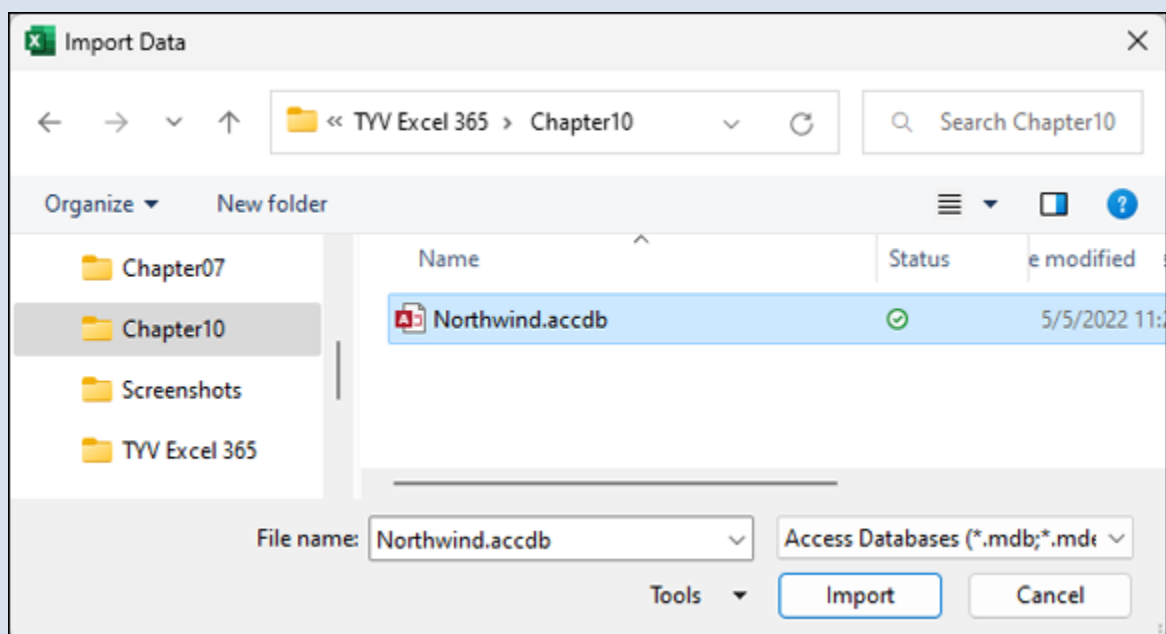 Import Data
« TYV Excel 365 › Chapter10
Search Chapter10
Organize
New folder
?
Name
Status
e modified
Chapter07
Chapter10
Screenshots
TYV Excel 365
Northwind.accdb
5/5/2022 11:2
File name:
Northwind.accdb
Access Databases (*.mdb;*.mde
Tools
Import
Cancel